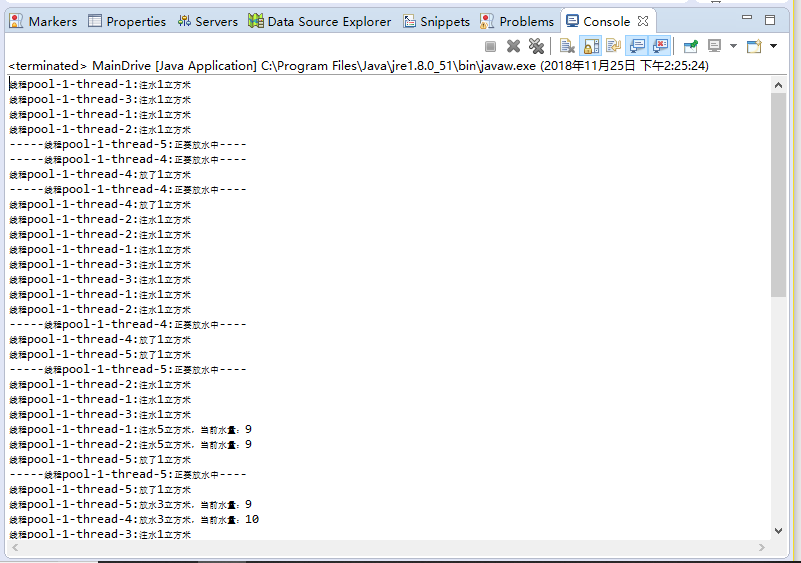 Markers Properties Servers Data Source Explorer Snippets Problems Console
<terminated> MainDrive [Java Application] C:\Program Files\Java\jre1.8.0_51\bin\javaw.exe (2018年11月25日 下午2:25:24)
线程pool-1-thread-1:注水1立方米
线程pool-1-thread-3:注水1立方米
线程pool-1-thread-1:注水1立方米
线程pool-1-thread-2:注水1立方米
-----线程pool-1-thread-5:正要放水中----
-----线程pool-1-thread-4:正要放水中----
线程pool-1-thread-4:放了1立方米
-----线程pool-1-thread-4:正要放水中----
线程pool-1-thread-4:放了1立方米
线程pool-1-thread-2:注水1立方米
线程pool-1-thread-2:注水1立方米
线程pool-1-thread-1:注水1立方米
线程pool-1-thread-3:注水1立方米
线程pool-1-thread-3:注水1立方米
线程pool-1-thread-1:注水1立方米
线程pool-1-thread-2:注水1立方米
-----线程pool-1-thread-4:正要放水中----
线程pool-1-thread-4:放了1立方米
线程pool-1-thread-5:放了1立方米
-----线程pool-1-thread-5:正要放水中----
线程pool-1-thread-2:注水1立方米
线程pool-1-thread-1:注水1立方米
线程pool-1-thread-3:注水1立方米
线程pool-1-thread-1:注水5立方米，当前水量：9
线程pool-1-thread-2:注水5立方米，当前水量：9
线程pool-1-thread-5:放了1立方米
-----线程pool-1-thread-5:正要放水中----
线程pool-1-thread-5:放了1立方米
线程pool-1-thread-5:放水3立方米，当前水量：9
线程pool-1-thread-4:放水3立方米，当前水量：10
线程pool-1-thread-3:注水1立方米